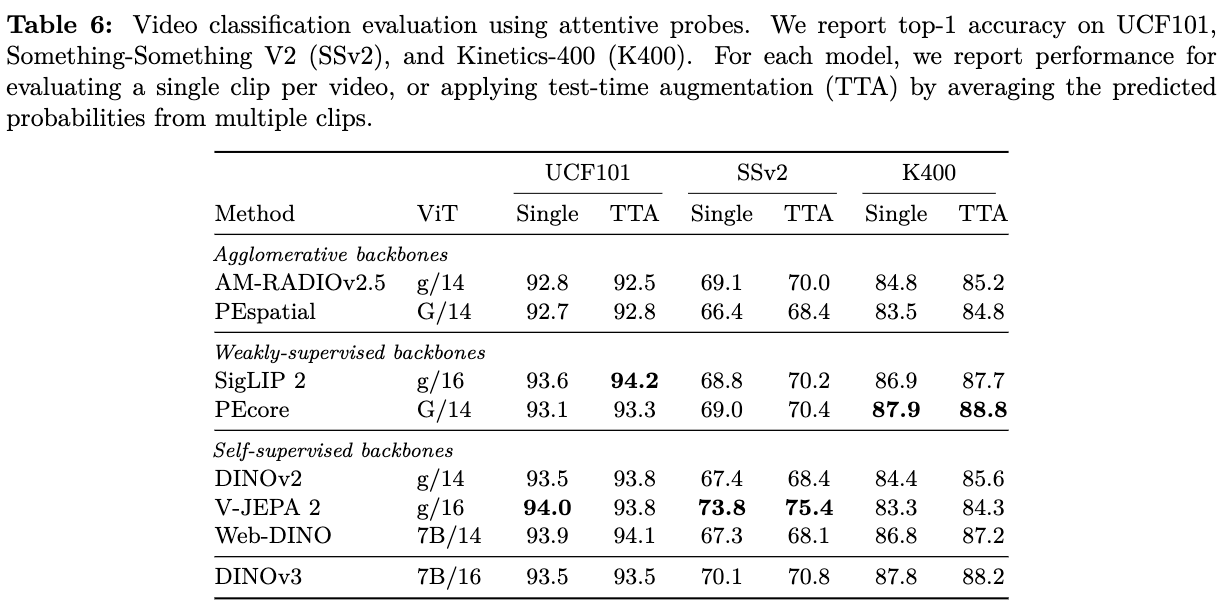 Table 6: Video classification evaluation using attentive probes. We report top-1 accuracy on UCF101,
Something-Something V2 (SSv2), and Kinetics-400 (K400). For each model, we report performance for
evaluating a single clip per video, or applying test-time augmentation (TTA) by averaging the predicted
probabilities from multiple clips.
UCF101 SSv2 K400
Method ViT Single TTA Single TTA Single TTA
Agglomerative backbones
AM-RADIOv2.5 g/14 92.8 92.5 69.1 70.0 84.8 85.2
PEspatial G/14 92.7 92.8 66.4 68.4 83.5 84.8
Weakly-supervised backbones
SigLIP 2 g/16 93.6 94.2 68.8 70.2 86.9 87.7
PEcore G/14 93.1 93.3 69.0 70.4 87.9 88.8
Self-supervised backbones
DINOv2 g/14 93.5 93.8 67.4 68.4 84.4 85.6
V-JEPA 2 g/16 94.0 93.8 73.8 75.4 83.3 84.3
Web-DINO 7B/14 93.9 94.1 67.3 68.1 86.8 87.2
DINOv3 7B/16 93.5 93.5 70.1 70.8 87.8 88.2